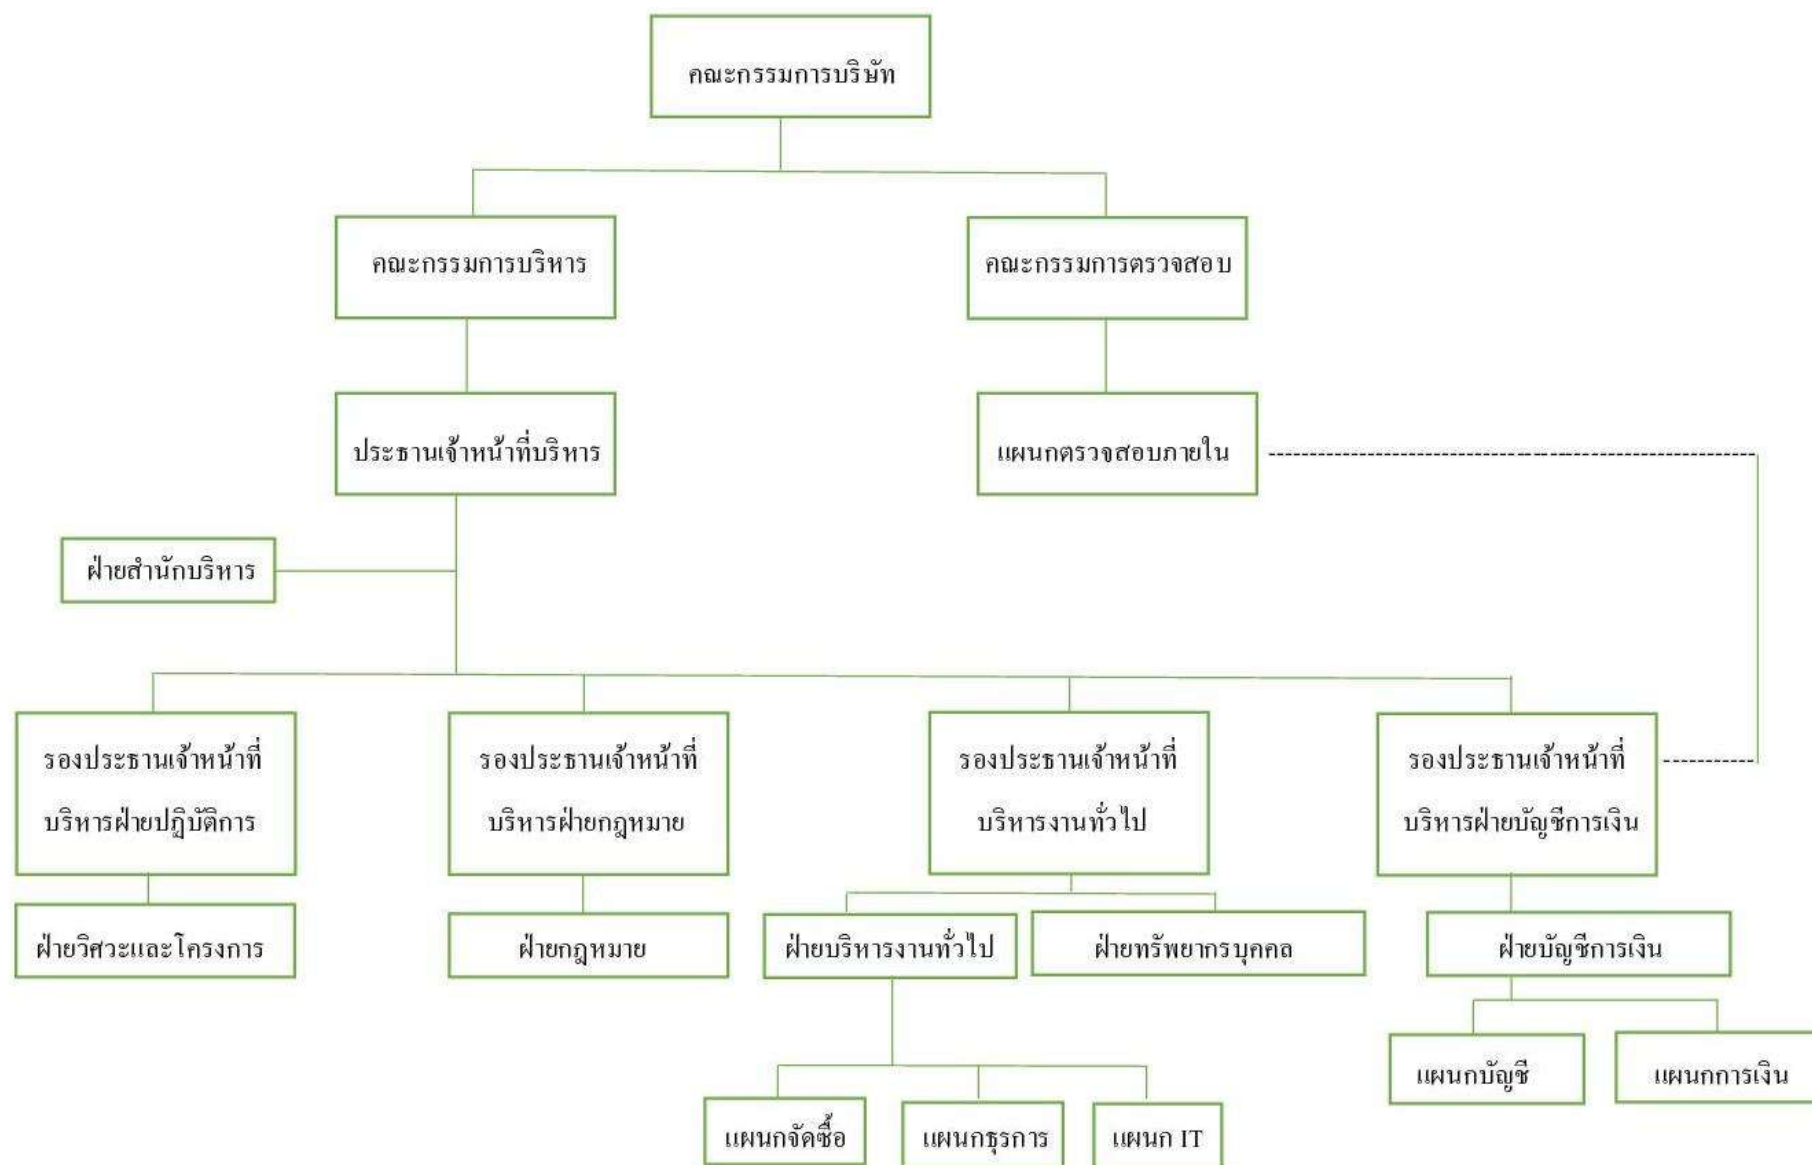 คณะกรรมการบริษัท
คณะกรรมการบริหาร
คณะกรรมการตรวจสอบ
ประธานเจ้าหน้าที่บริหาร
แผนกตรวจสอบภายใน
ฝ่ายสำนักบริหาร
รองประธานเจ้าหน้าที่
บริหารฝ่ายปฏิบัติการ
รองประธานเจ้าหน้าที่
บริหารฝ่ายกฎหมาย
รองประธานเจ้าหน้าที่
บริหารงานทั่วไป
รองประธานเจ้าหน้าที่
บริหารฝ่ายบัญชีการเงิน
ฝ่ายวิศวะและโครงการ
ฝ่ายกฎหมาย
ฝ่ายบริหารงานทั่วไป
ฝ่ายทรัพยากรบุคคล
ฝ่ายบัญชีการเงิน
แผนกบัญชี
แผนกการเงิน
แผนกจัดซื้อ
แผนกธุรการ
แผนก IT